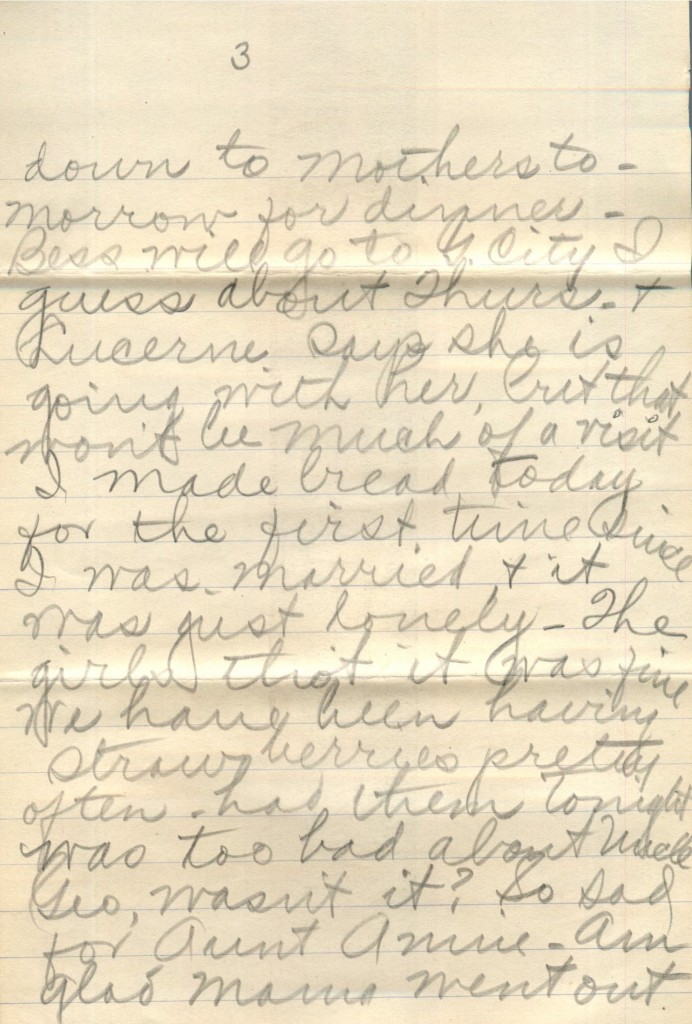 3
down to Mothers to-
morrow for dinner -
Bess will go to G. City I
guess about Thurs. - +
Lucerne says she is
going with her, but that
won't be much of a visit
I made bread today
for the first time since
I was married + it
was just lonely - The
girls thot it was fine
We have been having
strawberries pretty
often - had them tonight
was too bad about Uncle
Geo, wasn't it? So sad
for Aunt Annie - Am
glad Mama went out